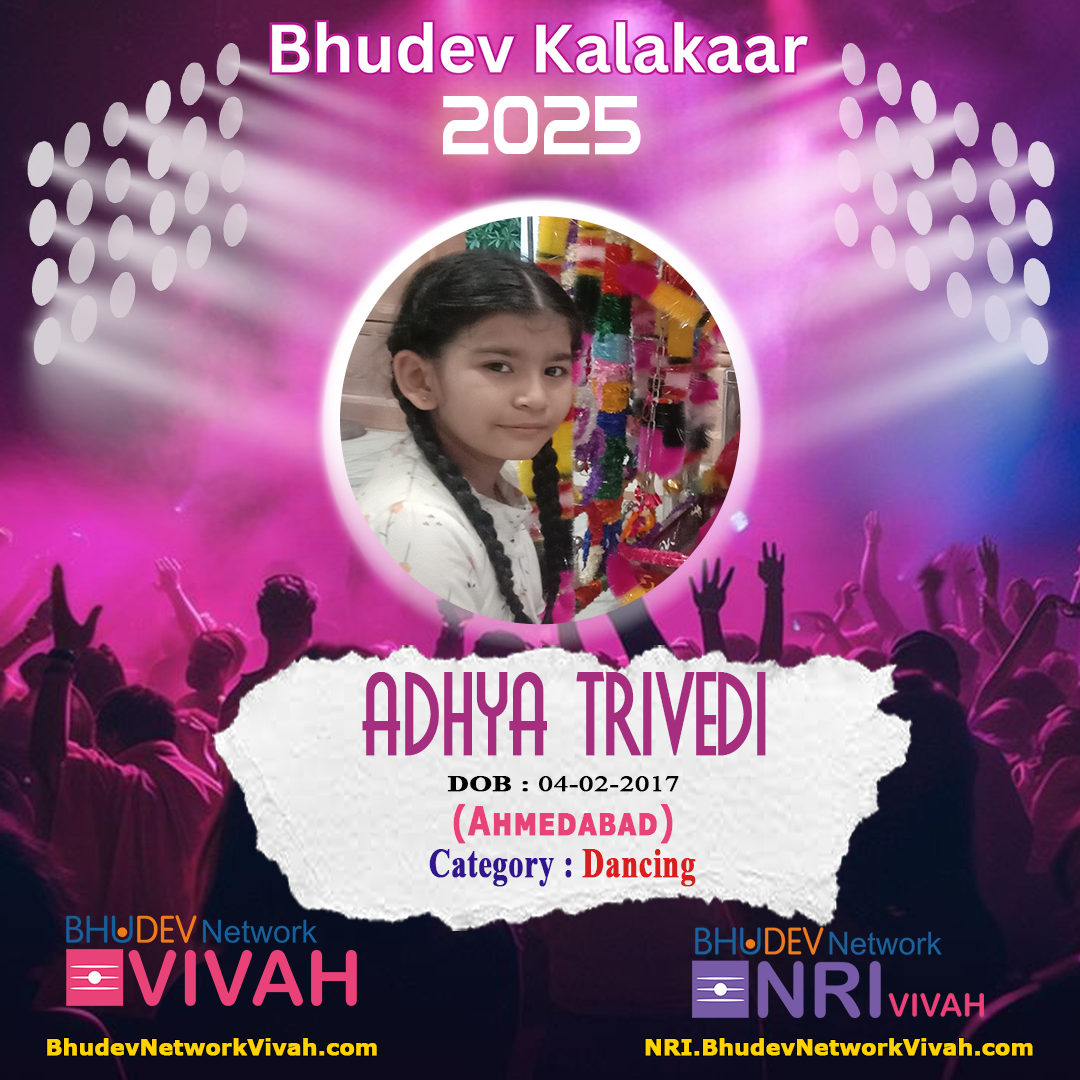 Bhudev Kalakaar
2025
ADHYA TRIVEDI
DOB : 04-02-2017
(AHMEDABAD)
Category : Dancing
BHUDEV Network
VIVAH
BhudevNetworkVivah.com
BHUDEV Network
NRI VIVAH
NRI.BhudevNetworkVivah.com